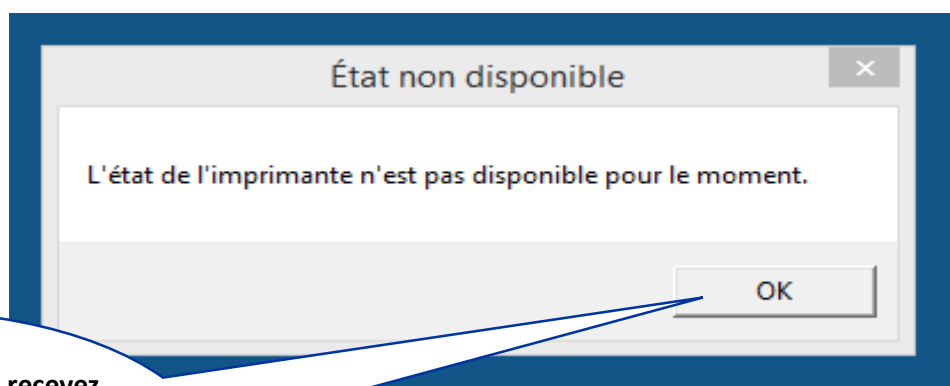 État non disponible
L'état de l'imprimante n'est pas disponible pour le moment.
OK
recevez